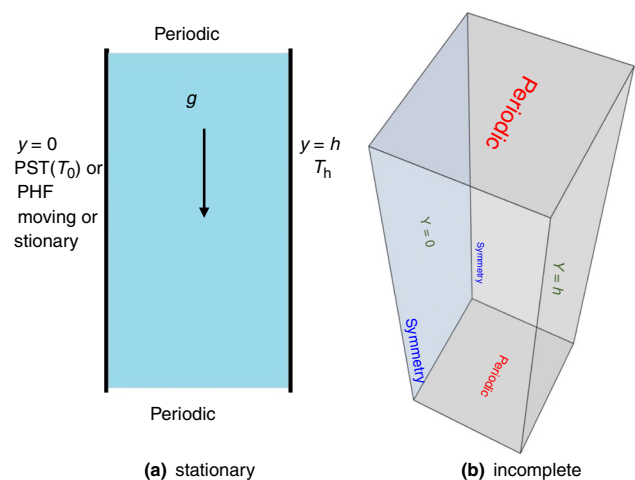 Periodic
g
y = 0
PST(T0) or
PHF
moving or
stionary
y = h
Th
Periodic
(a) stationary
Periodic
Y = 0
Symmetry
Y = h
Symmetry
Periodic
(b) incomplete